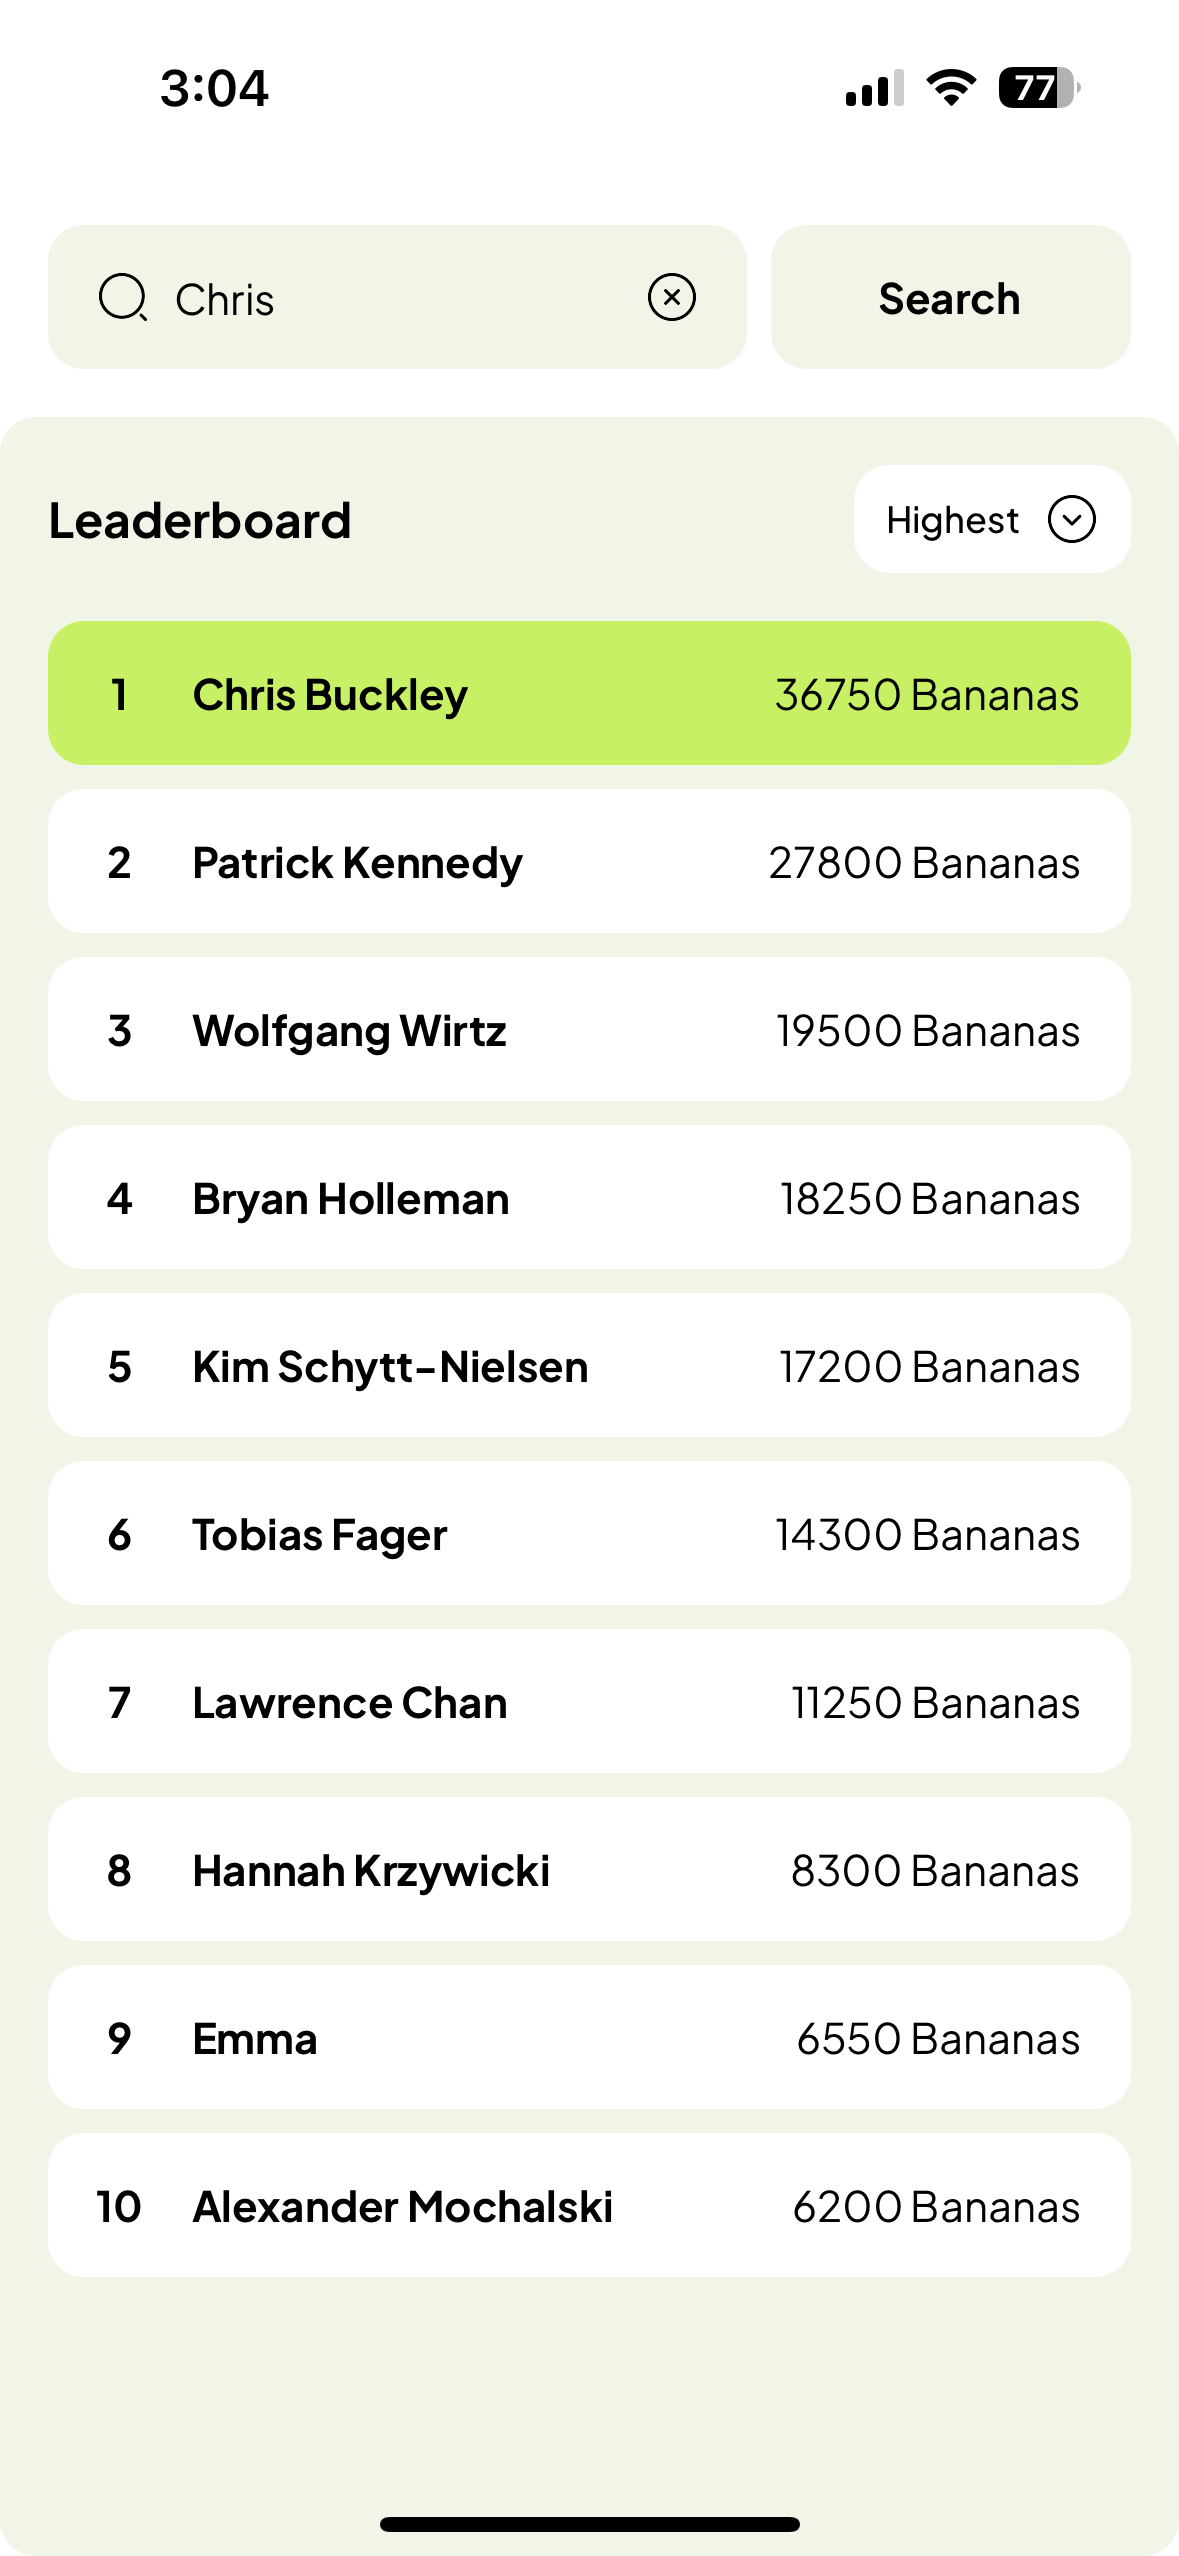 3:04
77
Chris
Search
Leaderboard
Highest
1 Chris Buckley 36750 Bananas
2 Patrick Kennedy 27800 Bananas
3 Wolfgang Wirtz 19500 Bananas
4 Bryan Holleman 18250 Bananas
5 Kim Schytt-Nielsen 17200 Bananas
6 Tobias Fager 14300 Bananas
7 Lawrence Chan 11250 Bananas
8 Hannah Krzywicki 8300 Bananas
9 Emma 6550 Bananas
10 Alexander Mochalski 6200 Bananas